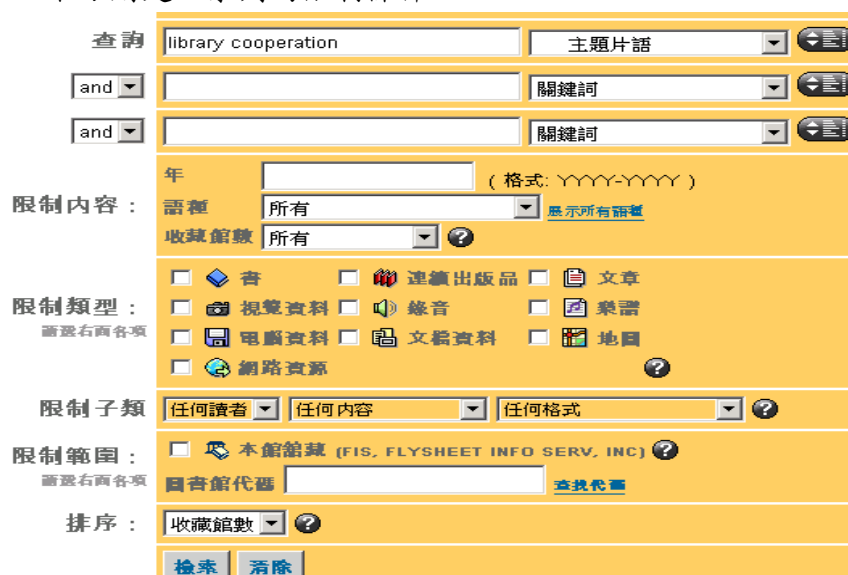 查詢 library cooperation 主題片語
and 關鍵詞
and 關鍵詞
年 ( 格式: YYYY-YYYY )
限制內容： 語種 所有 展示所有語種
收藏館數 所有
書 連續出版品 文章
限制類型： 視覽資料 錄音 樂譜
篩選右面各項 電腦資料 文檔資料 地圖
網路資源
限制子類 任何讀者 任何內容 任何格式
限制範圍： 本館館藏 (FIS, FLYSHEET INFO SERV, INC)
篩選右面各項 圖書館代碼 查找代碼
排序： 收藏館數
檢索 清除